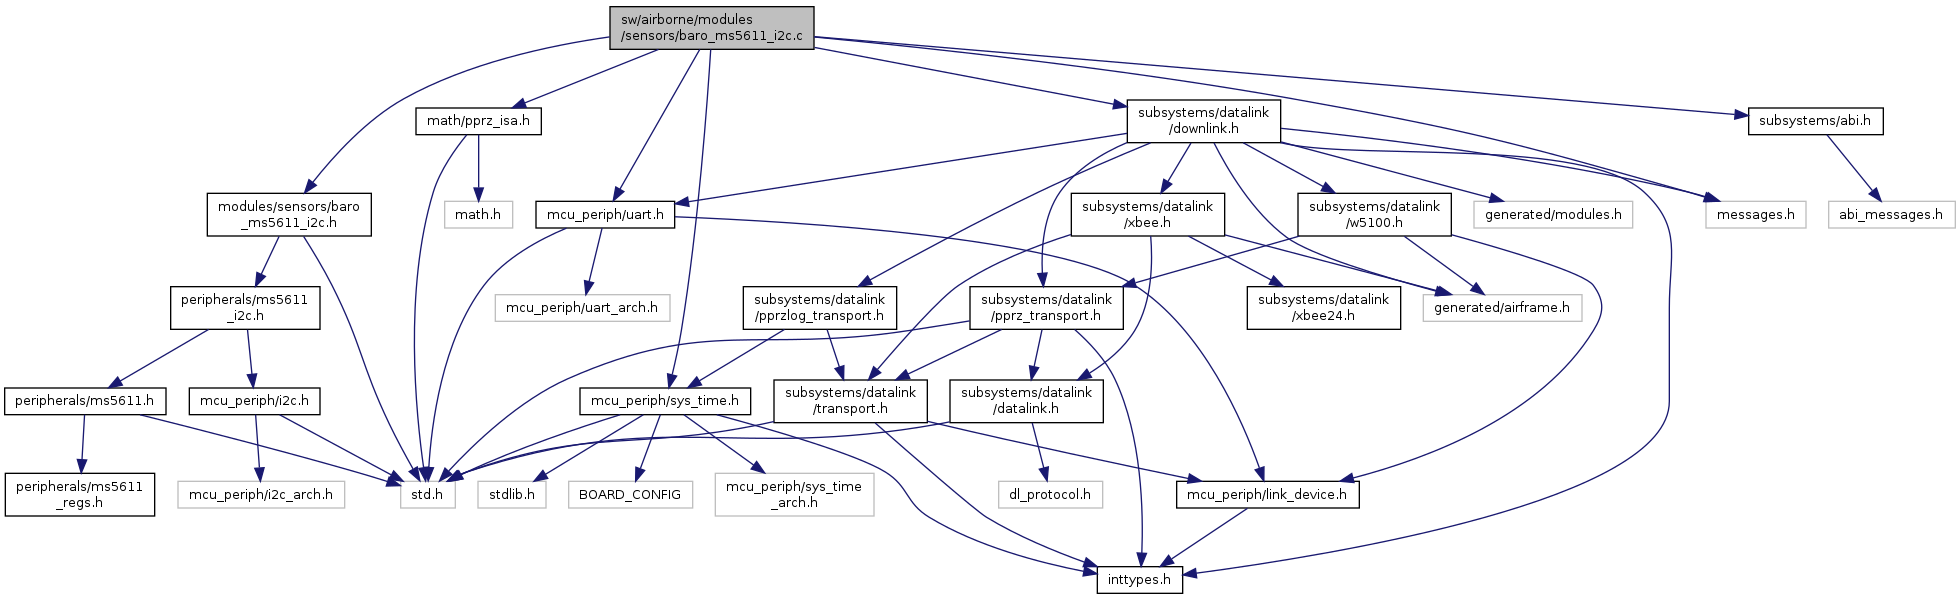 sw/airborne/modules
/sensors/baro_ms5611_i2c.c
math/pprz_isa.h
subsystems/datalink
/downlink.h
subsystems/abi.h
modules/sensors/baro
_ms5611_i2c.h
math.h
mcu_periph/uart.h
subsystems/datalink
/xbee.h
subsystems/datalink
/w5100.h
generated/modules.h
messages.h
abi_messages.h
peripherals/ms5611
_i2c.h
mcu_periph/uart_arch.h
subsystems/datalink
/pprzlog_transport.h
subsystems/datalink
/pprz_transport.h
subsystems/datalink
/xbee24.h
generated/airframe.h
peripherals/ms5611.h
mcu_periph/i2c.h
mcu_periph/sys_time.h
subsystems/datalink
/transport.h
subsystems/datalink
/datalink.h
peripherals/ms5611
_regs.h
mcu_periph/i2c_arch.h
std.h
stdlib.h
BOARD_CONFIG
mcu_periph/sys_time
_arch.h
dl_protocol.h
mcu_periph/link_device.h
inttypes.h